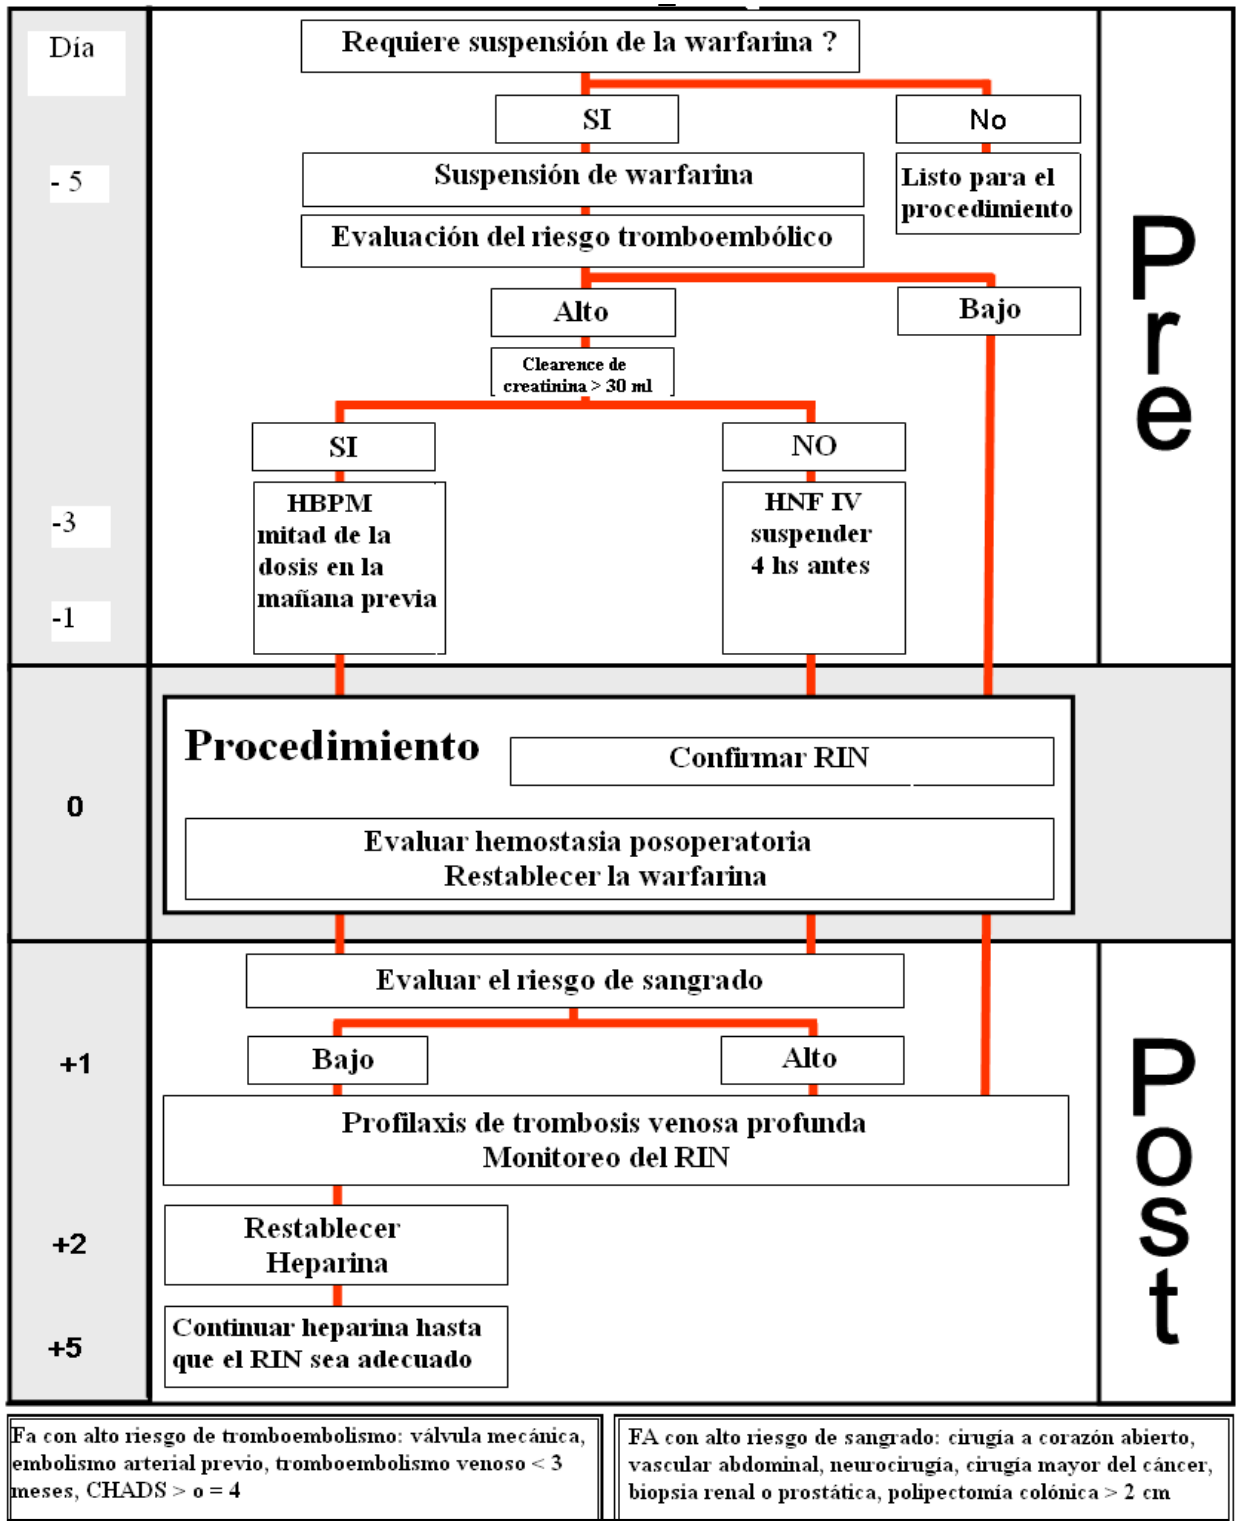 Día
Requiere suspensión de la warfarina ?
SI
No
- 5
Suspensión de warfarina
Listo para el
procedimiento
Evaluación del riesgo tromboembólico
Alto
Bajo
Clearence de
creatinina > 30 ml
SI
NO
-3
-1
HBPM
mitad de la
dosis en la
mañana previa
HNF IV
suspender
4 hs antes
Pre
0
Procedimiento
Confirmar RIN
Evaluar hemostasia posoperatoria
Restablecer la warfarina
Evaluar el riesgo de sangrado
+1
Bajo
Alto
Profilaxis de trombosis venosa profunda
Monitoreo del RIN
+2
Restablecer
Heparina
+5
Continuar heparina hasta
que el RIN sea adecuado
Post
Fa con alto riesgo de tromboembolismo: válvula mecánica,
embolismo arterial previo, tromboembolismo venoso < 3
meses, CHADS > o = 4
FA con alto riesgo de sangrado: cirugía a corazón abierto,
vascular abdominal, neurocirugía, cirugía mayor del cáncer,
biopsia renal o prostática, polipectomía colónica > 2 cm